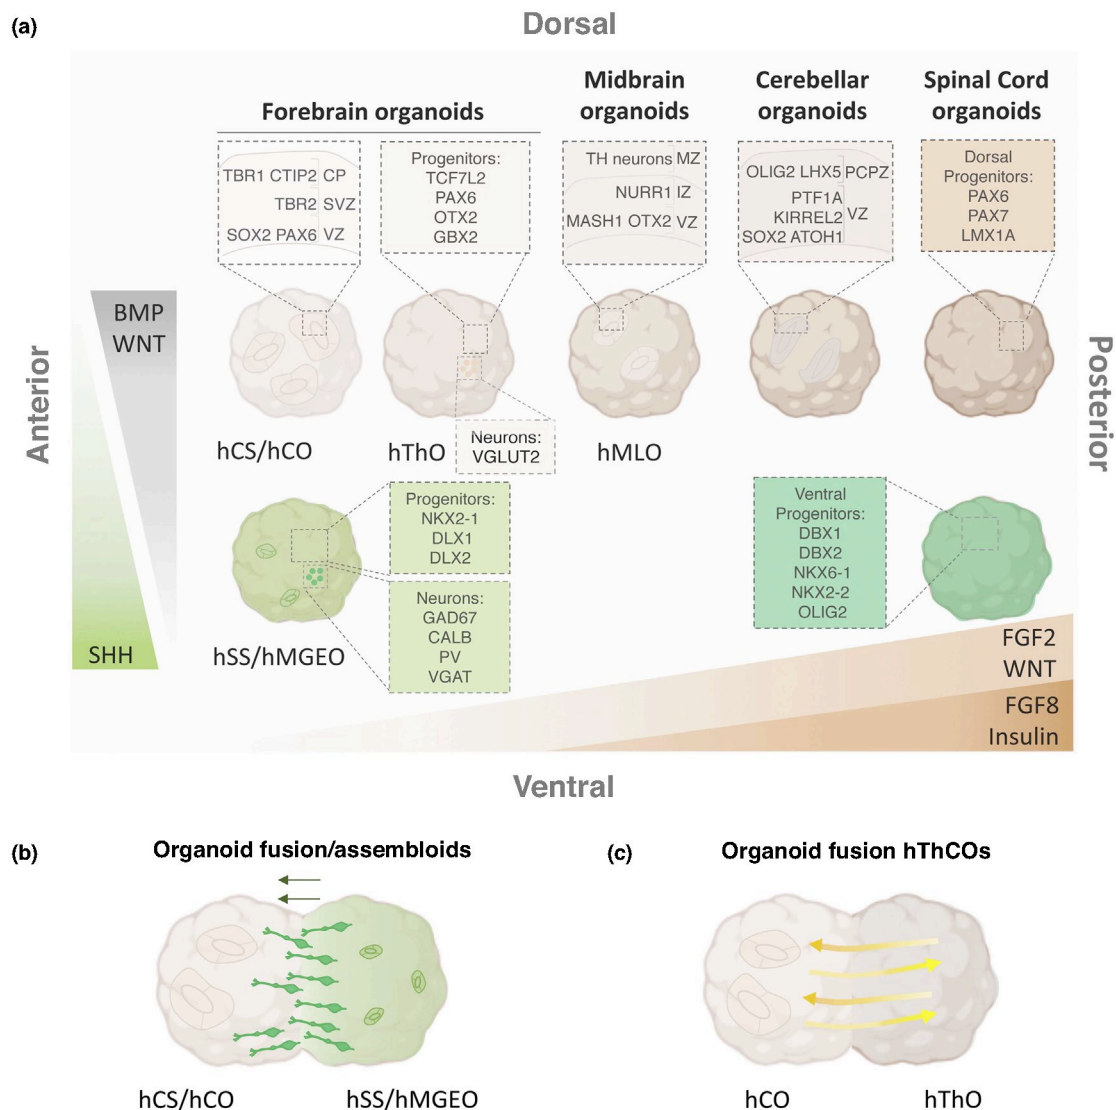 (a)
Dorsal
Forebrain organoids
Midbrain
organoids
Cerebellar
organoids
Spinal Cord
organoids
TBR1 CTIP2 CP
TBR2 SVZ
SOX2 PAX6 VZ
Progenitors:
TCF7L2
PAX6
OTX2
GBX2
TH neurons MZ
NURR1 IZ
MASH1 OTX2 VZ
OLIG2 LHX5 PCPZ
PTF1A
KIRREL2 VZ
SOX2 ATOH1
Dorsal
Progenitors:
PAX6
PAX7
LMX1A
Anterior
BMP
WNT
SHH
Posterior
hCS/hCO
hThO
Neurons:
VGLUT2
hMLO
hSS/hMGEO
Progenitors:
NKX2-1
DLX1
DLX2
Neurons:
GAD67
CALB
PV
VGAT
Ventral
Progenitors:
DBX1
DBX2
NKX6-1
NKX2-2
OLIG2
FGF2
WNT
FGF8
Insulin
Ventral
(b)
Organoid fusion/assembloids
hCS/hCO
hSS/hMGEO
(c)
Organoid fusion hThCOs
hCO
hThO